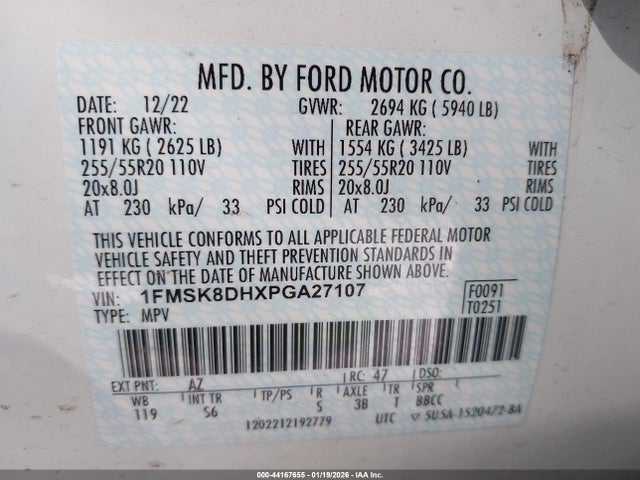 MFD. BY FORD MOTOR CO.
DATE: 12/22 GVWR: 2694 KG ( 5940 LB)
FRONT GAWR: REAR GAWR:
1191 KG ( 2625 LB) WITH 1554 KG ( 3425 LB) WITH
255/55R20 110V TIRES 255/55R20 110V TIRES
20x8.0J RIMS 20x8.0J RIMS
AT 230 kPa/ 33 PSI COLD AT 230 kPa/ 33 PSI COLD
THIS VEHICLE CONFORMS TO ALL APPLICABLE FEDERAL MOTOR
VEHICLE SAFETY AND THEFT PREVENTION STANDARDS IN
EFFECT ON THE DATE OF MANUFACTURE SHOWN ABOVE.
VIN: 1FMSK8DHXPGA27107 F0091
TYPE: MPV T0251
EXT PNT: AZ RC: 47 DSO:
WB INT TR TP/PS R AXLE TR SPR
119 S6 S 3B T BBCC
1202212192779 UTC ▽ 5U5A-1520472-BA
000-44167655 - 01/19/2026 - IAA Inc.